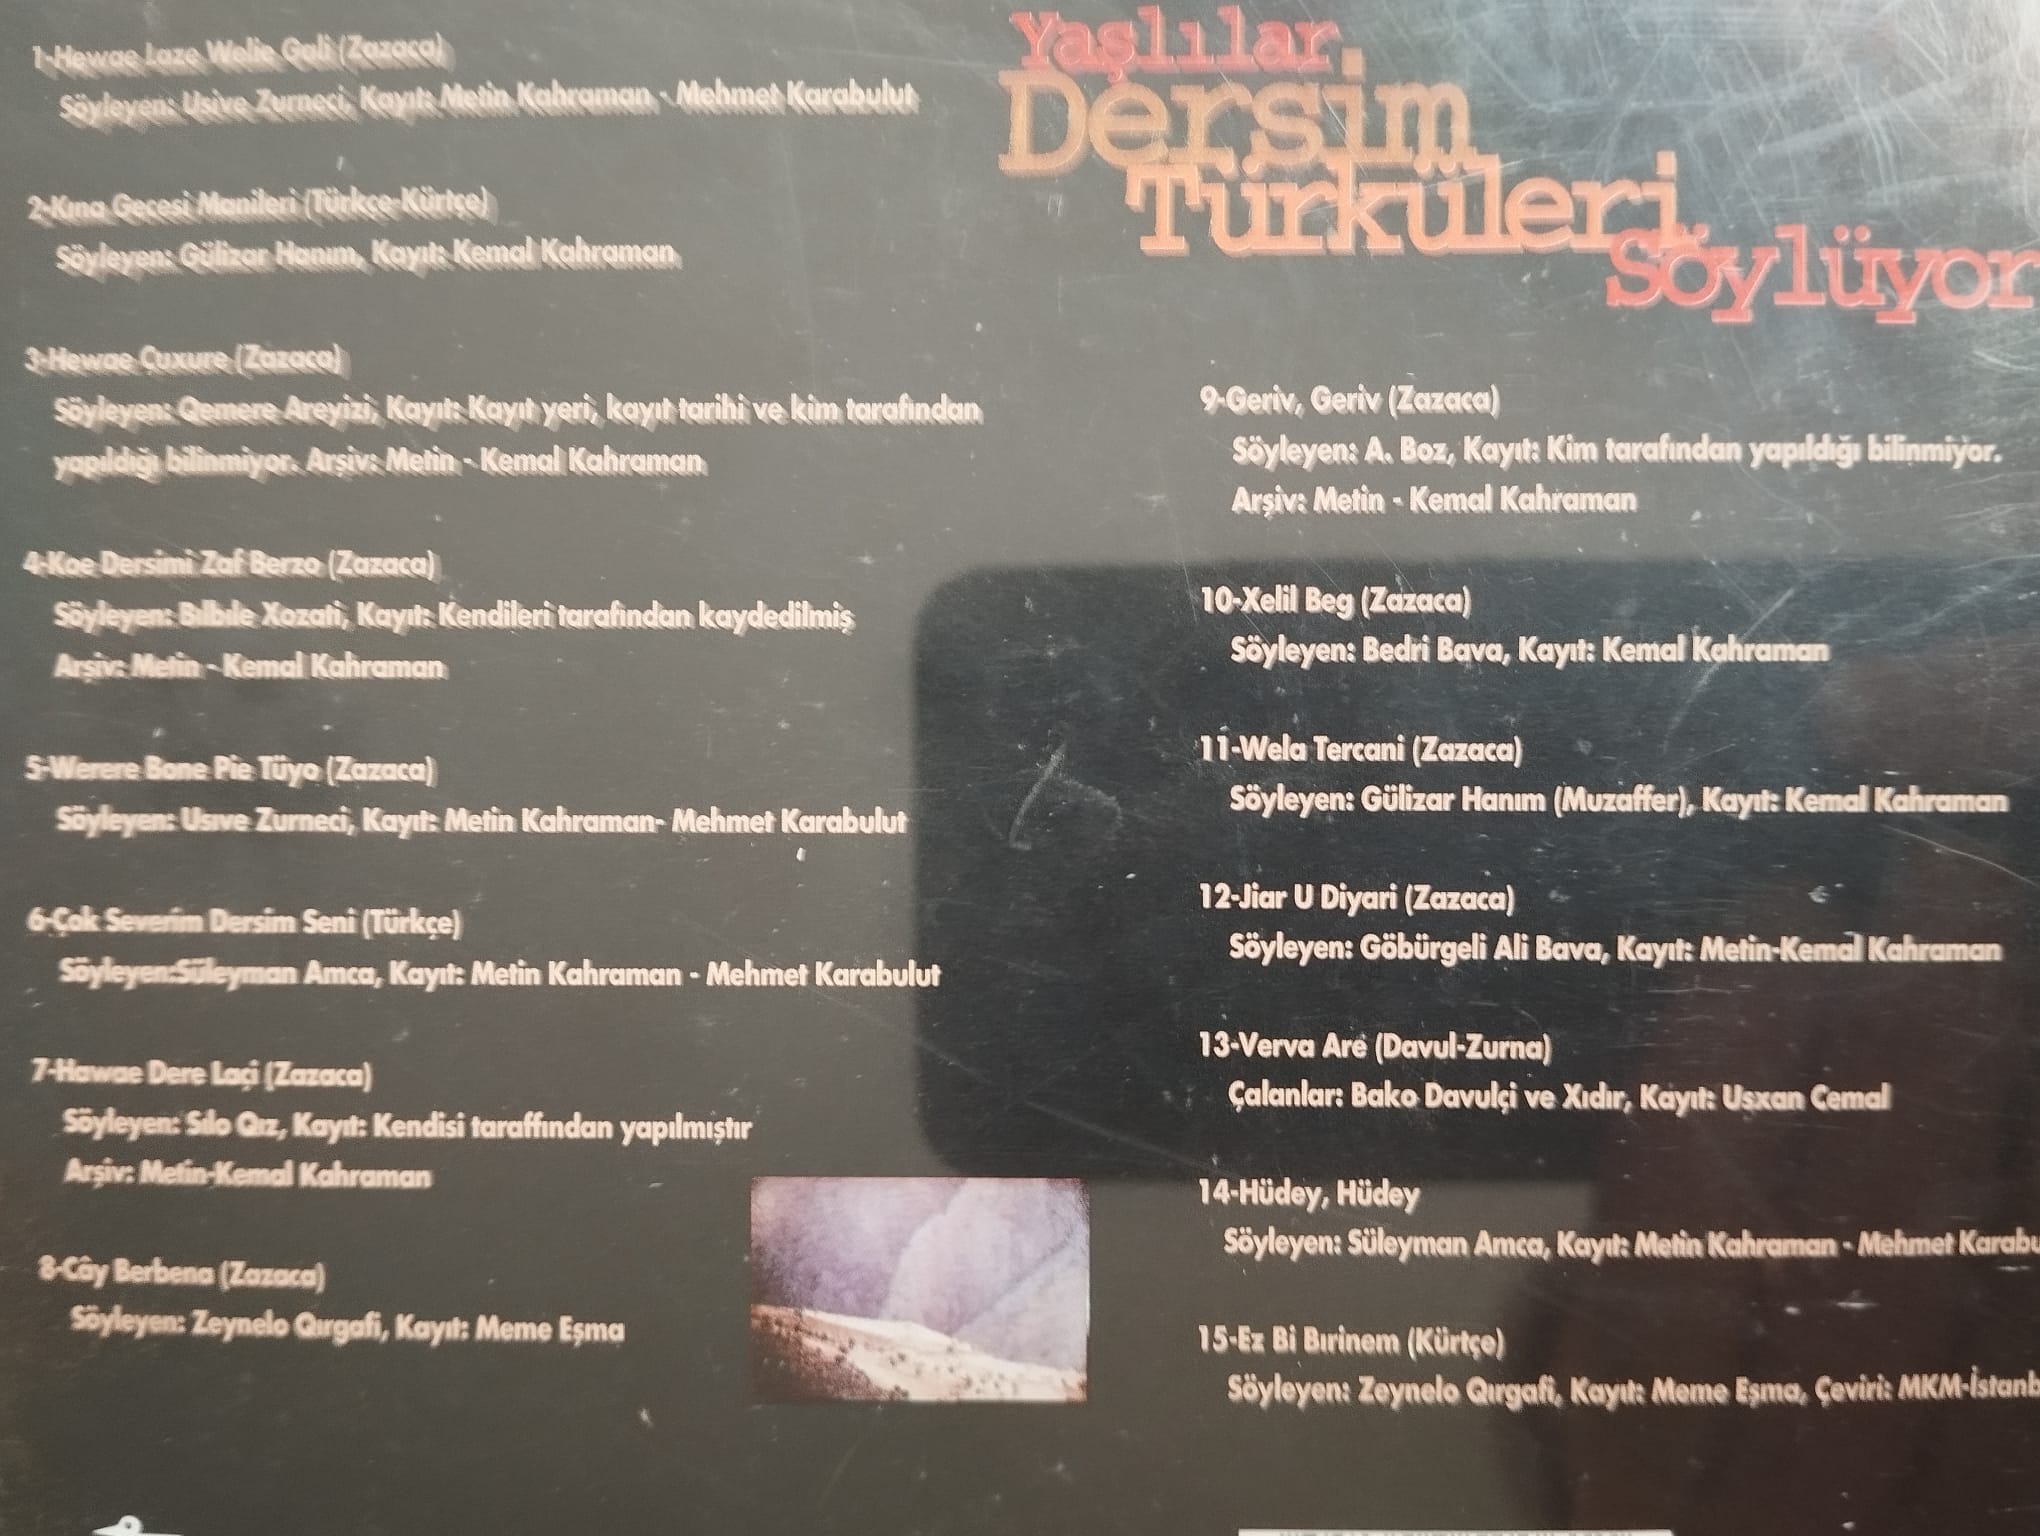 Yaşlılar
Dersim
Türküleri
Söylüyor
1-Hewae Laze Welie Gali (Zazaca)
Söyleyen: Usive Zurneci, Kayıt: Metin Kahraman - Mehmet Karabulut
2-Kına Gecesi Manileri (Türkçe-Kürtçe)
Söyleyen: Gülizar Hanım, Kayıt: Kemal Kahraman
3-Hewae Çuxure (Zazaca)
Söyleyen: Qemere Areyizi, Kayıt: Kayıt yeri, kayıt tarihi ve kim tarafından
yapıldığı bilinmiyor. Arşiv: Metin - Kemal Kahraman
4-Koe Dersimi Zaf Berzo (Zazaca)
Söyleyen: Bılbıle Xozati, Kayıt: Kendileri tarafından kaydedilmiş
Arşiv: Metin - Kemal Kahraman
5-Werere Bone Pie Tüyo (Zazaca)
Söyleyen: Usıve Zurneci, Kayıt: Metin Kahraman- Mehmet Karabulut
6-Çok Severim Dersim Seni (Türkçe)
Söyleyen:Süleyman Amca, Kayıt: Metin Kahraman - Mehmet Karabulut
7-Hawae Dere Laçi (Zazaca)
Söyleyen: Sılo Qız, Kayıt: Kendisi taraffından yapılmıştır
Arşiv: Metin-Kemal Kahraman
8-Cây Berbena (Zazaca)
Söyleyen: Zeynelo Qırgafi, Kayıt: Meme Eşma
9-Geriv, Geriv (Zazaca)
Söyleyen: A. Boz, Kayıt: Kim tarafından yapıldığı bilinmiyor.
Arşiv: Metin - Kemal Kahraman
10-Xelil Beg (Zazaca)
Söyleyen: Bedri Bava, Kayıt: Kemal Kahraman
11-Wela Tercani (Zazaca)
Söyleyen: Gülizar Hanım (Muzaffer), Kayıt: Kemal Kahraman
12-Jiar U Diyari (Zazaca)
Söyleyen: Göbürgeli Ali Bava, Kayıt: Metin-Kemal Kahraman
13-Verva Are (Davul-Zurna)
Çalanlar: Bako Davulçi ve Xıdır, Kayıt: Uşxan Cemal
14-Hüdey, Hüdey
Söyleyen: Süleyman Amca, Kayıt: Metin Kahraman - Mehmet Karabu
15-Ez Bi Bırinem (Kürtçe)
Söyleyen: Zeynelo Qırgafi, Kayıt: Meme Eşma, Çeviri: MKM-İstanb